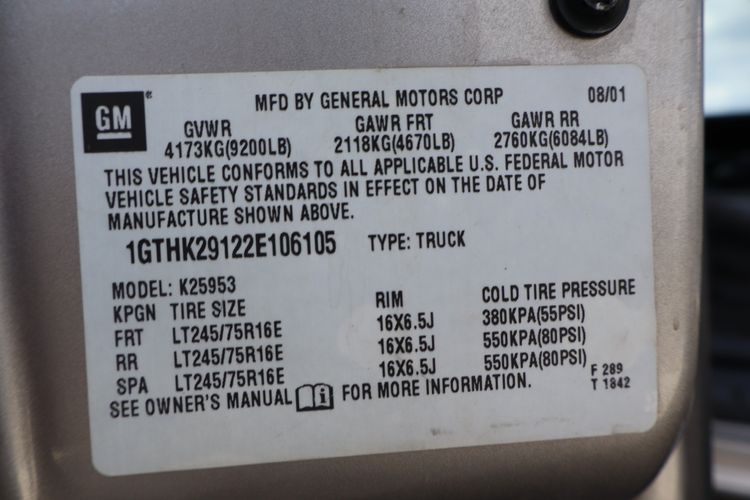 GM® MFD BY GENERAL MOTORS CORP 08/01
GVWR GAWR FRT GAWR RR
4173KG(9200LB) 2118KG(4670LB) 2760KG(6084LB)
THIS VEHICLE CONFORMS TO ALL APPLICABLE U.S. FEDERAL MOTOR
VEHICLE SAFETY STANDARDS IN EFFECT ON THE DATE OF
MANUFACTURE SHOWN ABOVE.
1GTHK29122E106105 TYPE: TRUCK
MODEL: K25953
KPGN TIRE SIZE RIM COLD TIRE PRESSURE
FRT LT245/75R16E 16X6.5J 380KPA(55PSI)
RR LT245/75R16E 16X6.5J 550KPA(80PSI)
SPA LT245/75R16E 16X6.5J 550KPA(80PSI)
SEE OWNER'S MANUAL i FOR MORE INFORMATION.
F 289
T 1842